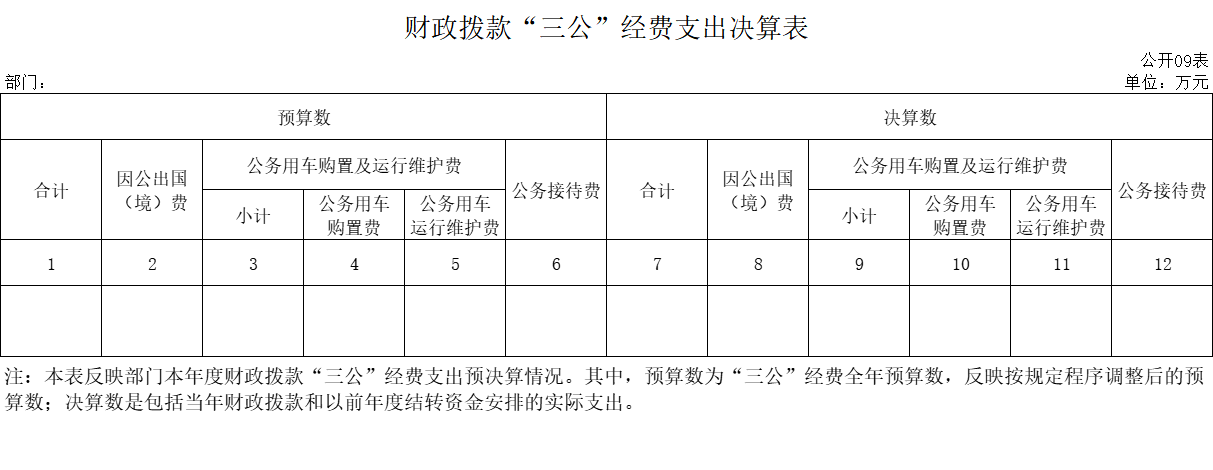 财政拨款“三公”经费支出决算表
公开09表
部门： 单位：万元
预算数 决算数
合计 因公出国（境）费 公务用车购置及运行维护费 公务接待费 合计 因公出国（境）费 公务用车购置及运行维护费 公务接待费
小计 公务用车购置费 公务用车运行维护费 小计 公务用车购置费 公务用车运行维护费
1 2 3 4 5 6 7 8 9 10 11 12
注：本表反映部门本年度财政拨款“三公”经费支出预决算情况。其中，预算数为“三公”经费全年预算数，反映按规定程序调整后的预
算数；决算数是包括当年财政拨款和以前年度结转资金安排的实际支出。